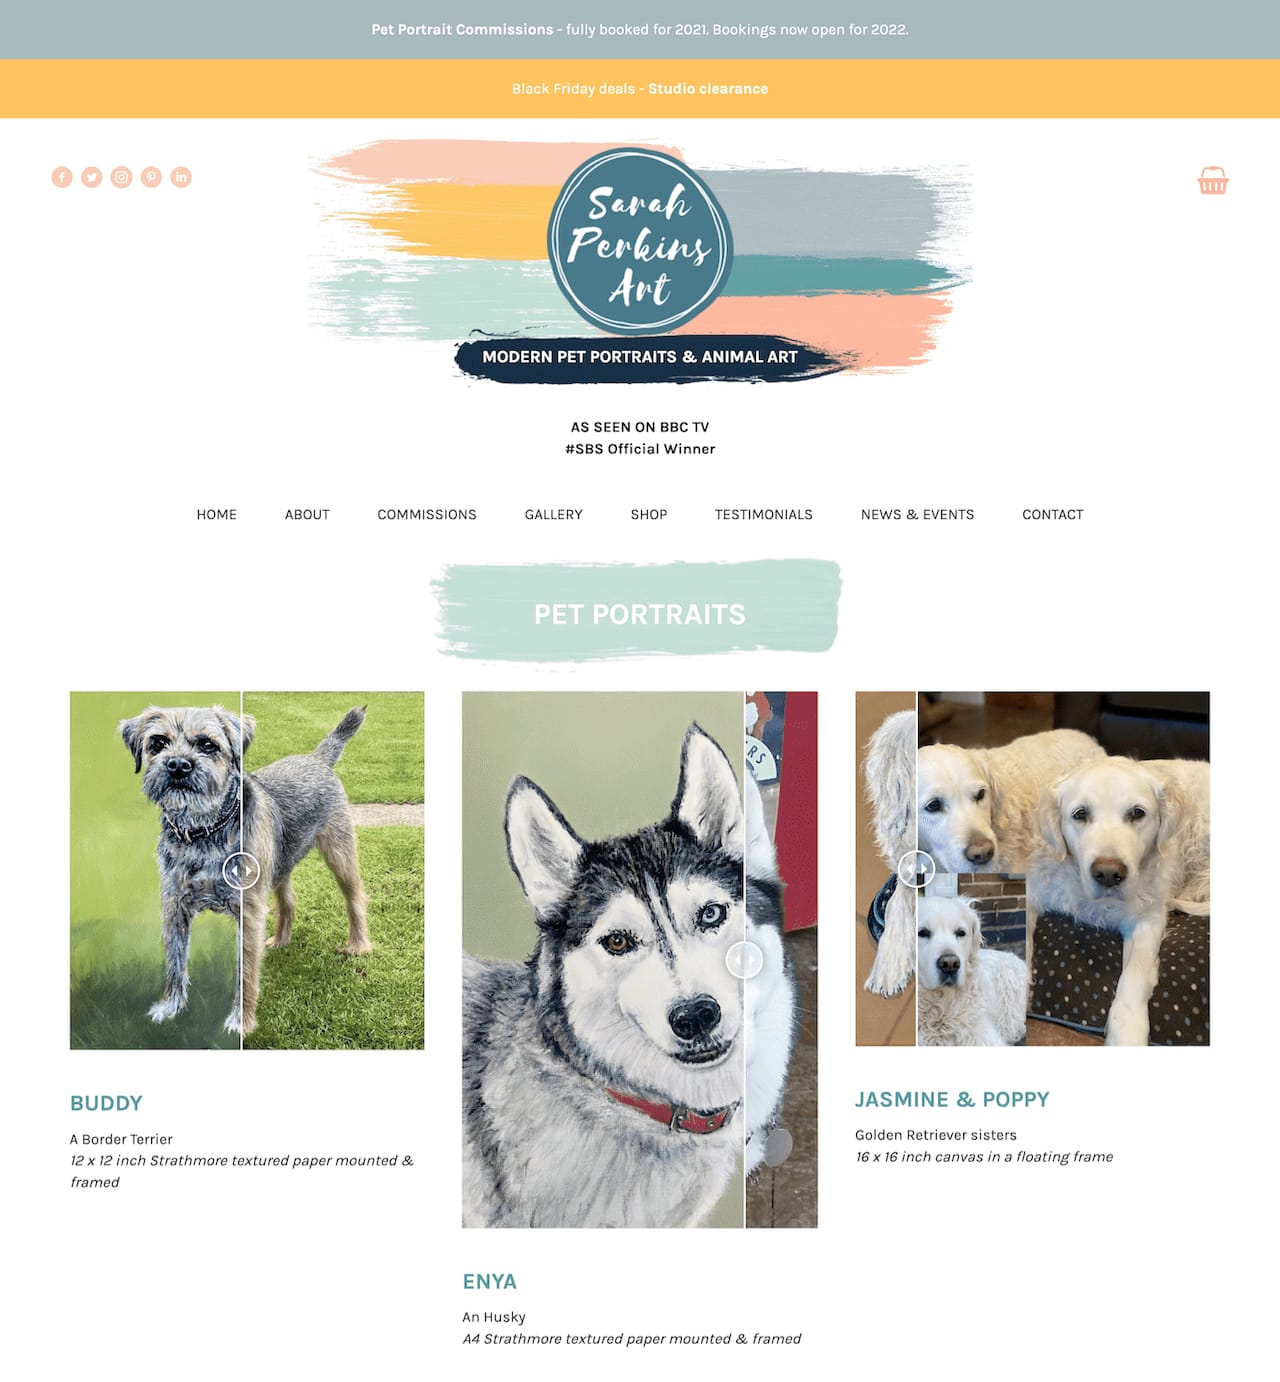 Pet Portrait Commissions - fully booked for 2021. Bookings now open for 2022.
Black Friday deals - Studio clearance
Sarah
Perkins
Art
MODERN PET PORTRAITS & ANIMAL ART
AS SEEN ON BBC TV
#SBS Official Winner
HOME ABOUT COMMISSIONS GALLERY SHOP TESTIMONIALS NEWS & EVENTS CONTACT
PET PORTRAITS
ERS
BUDDY
A Border Terrier
12 x 12 inch Strathmore textured paper mounted &
framed
ENYA
An Husky
A4 Strathmore textured paper mounted & framed
JASMINE & POPPY
Golden Retriever sisters
16 x 16 inch canvas in a floating frame